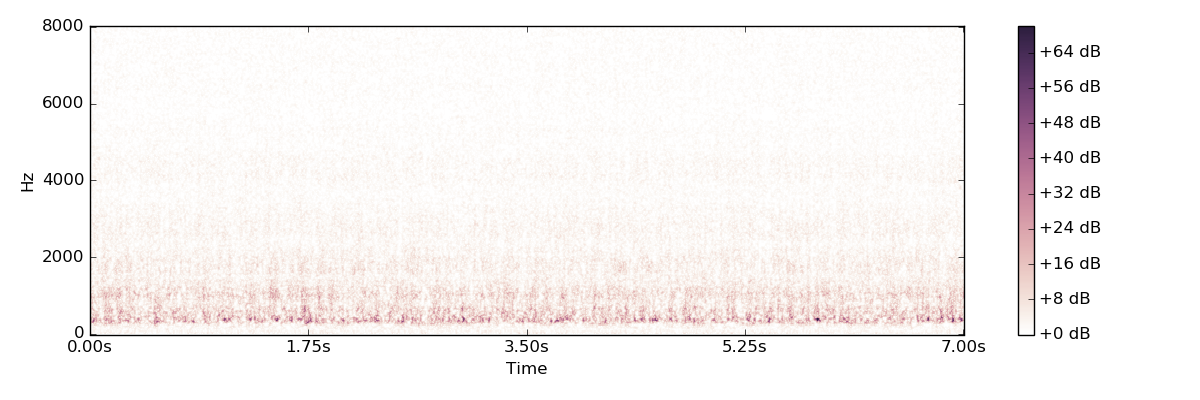 8000
6000
4000
2000
0
Hz
0.00s
1.75s
3.50s
5.25s
7.00s
Time
+64 dB
+56 dB
+48 dB
+40 dB
+32 dB
+24 dB
+16 dB
+8 dB
+0 dB